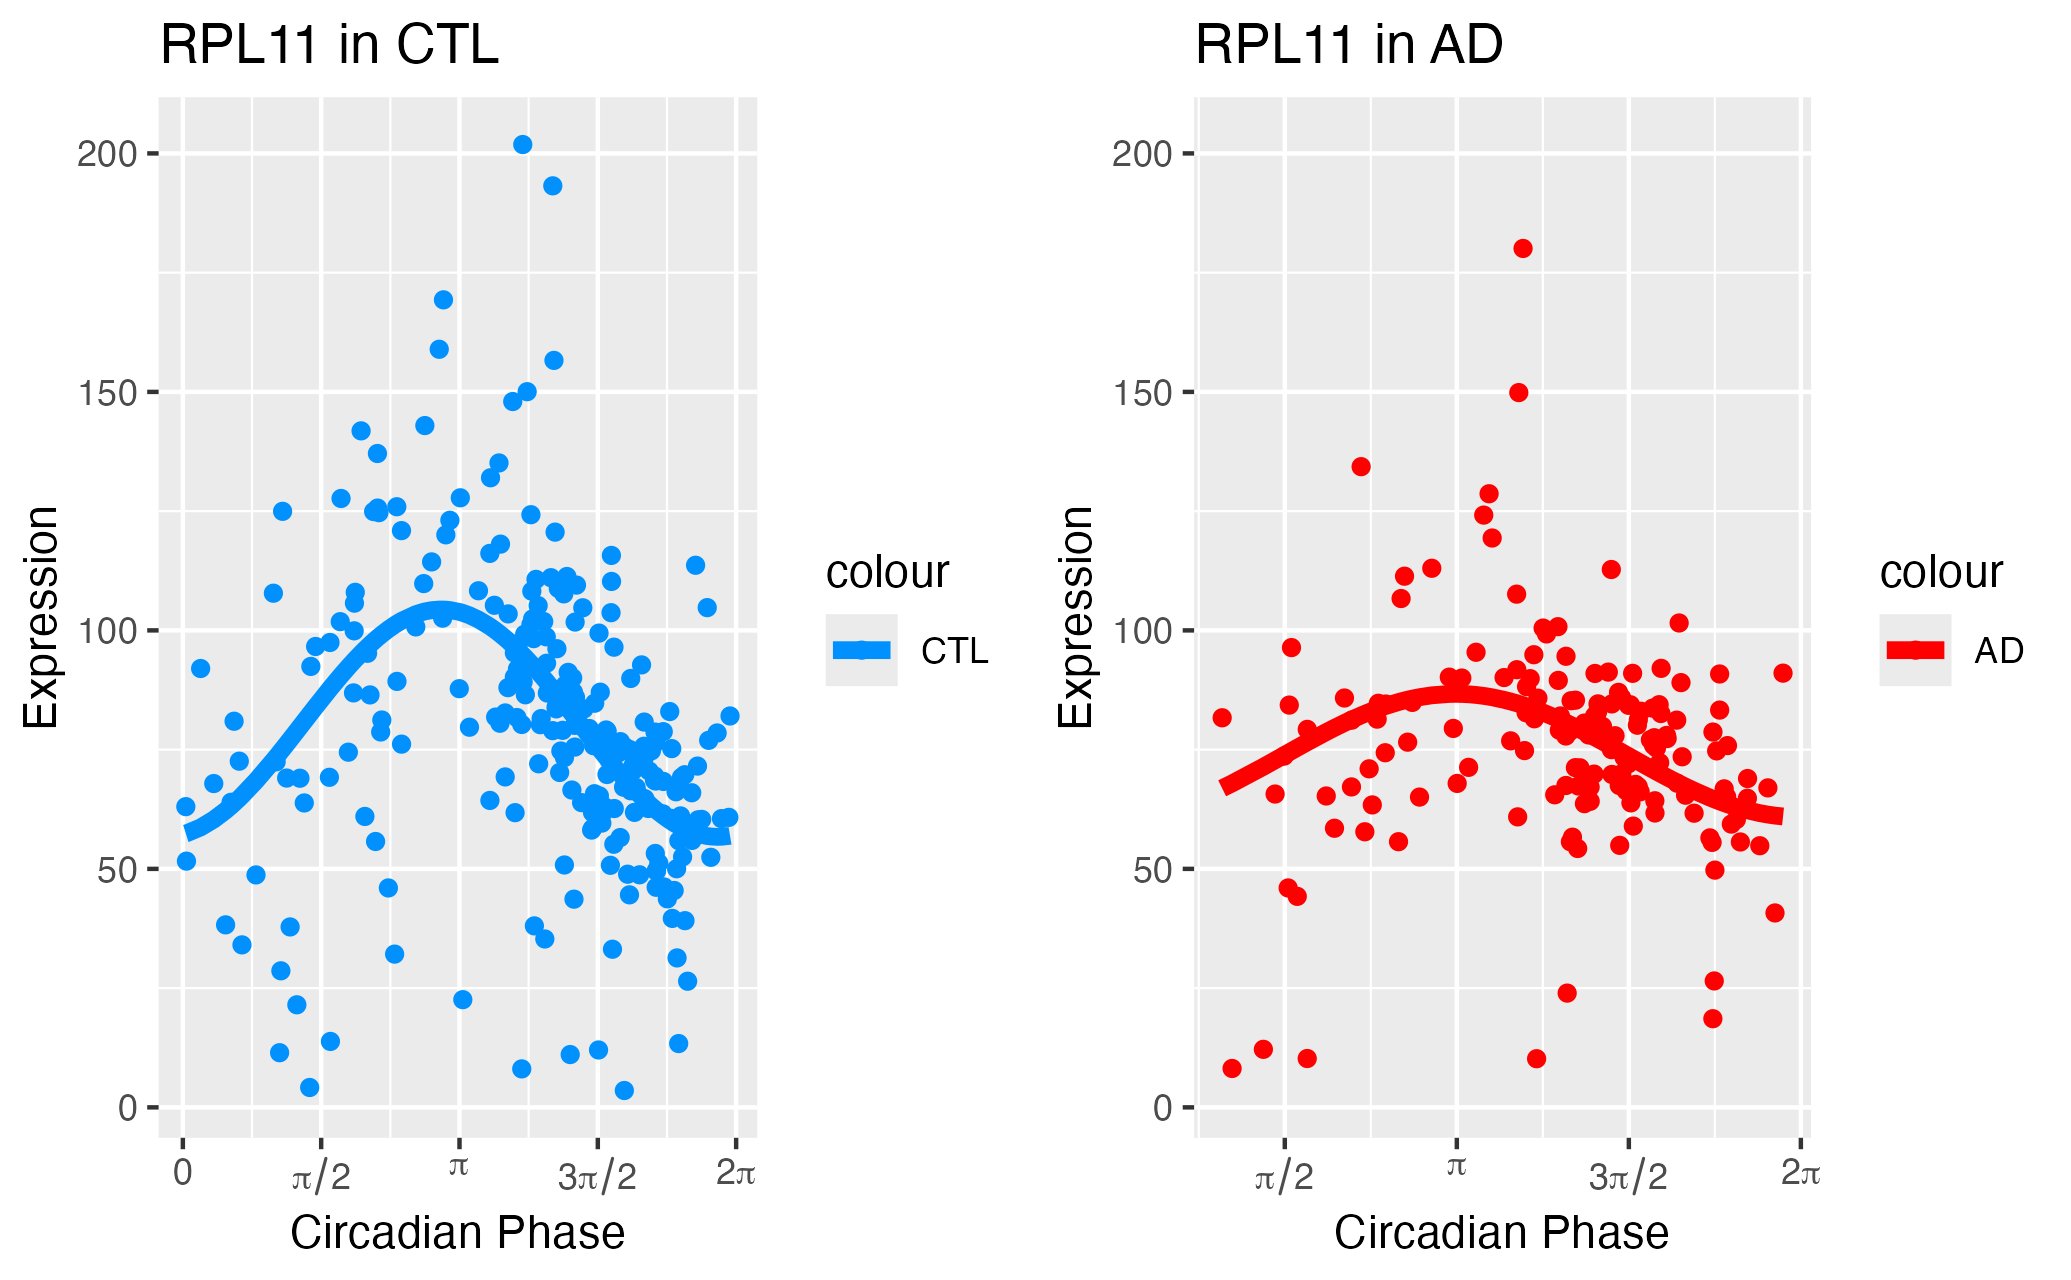 RPL11 in CTL
Expression
200
150
100
50
0
0 π/2 π 3π/2 2π
Circadian Phase
colour
CTL
RPL11 in AD
Expression
200
150
100
50
0
π/2 π 3π/2 2π
Circadian Phase
colour
AD